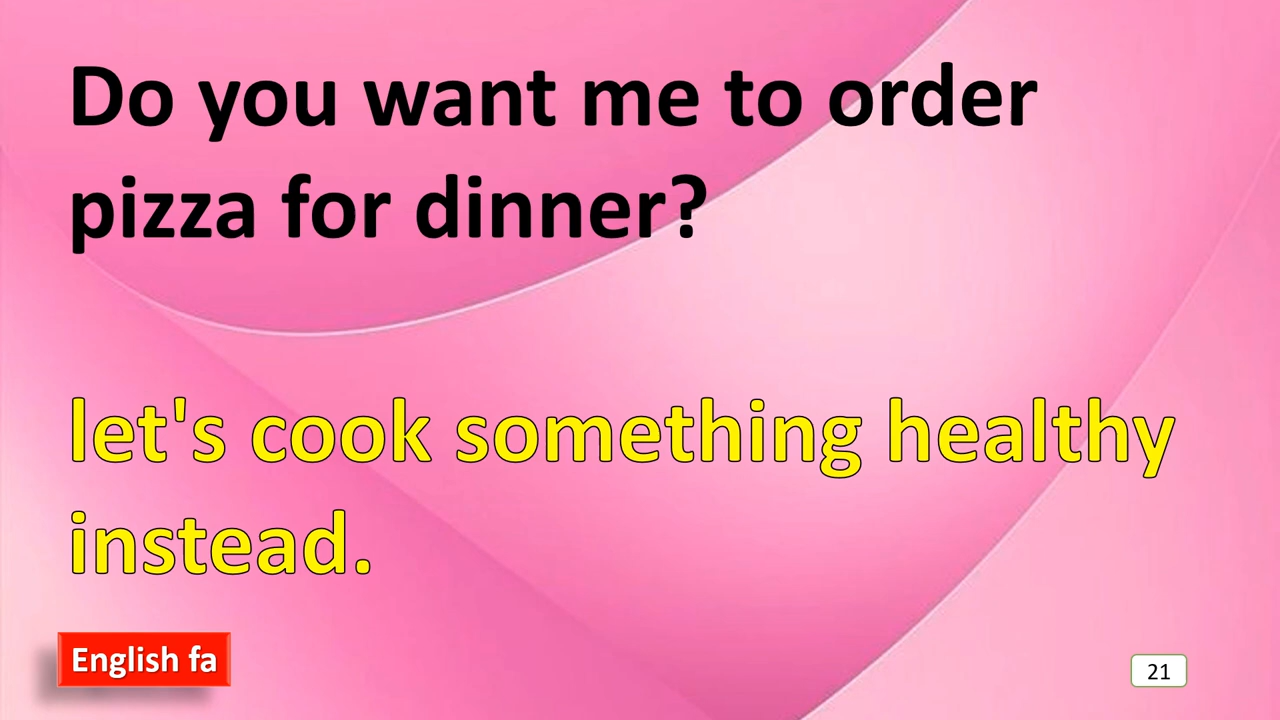 Do you want me to order
pizza for dinner?
let's cook something healthy
instead.
English fa
21